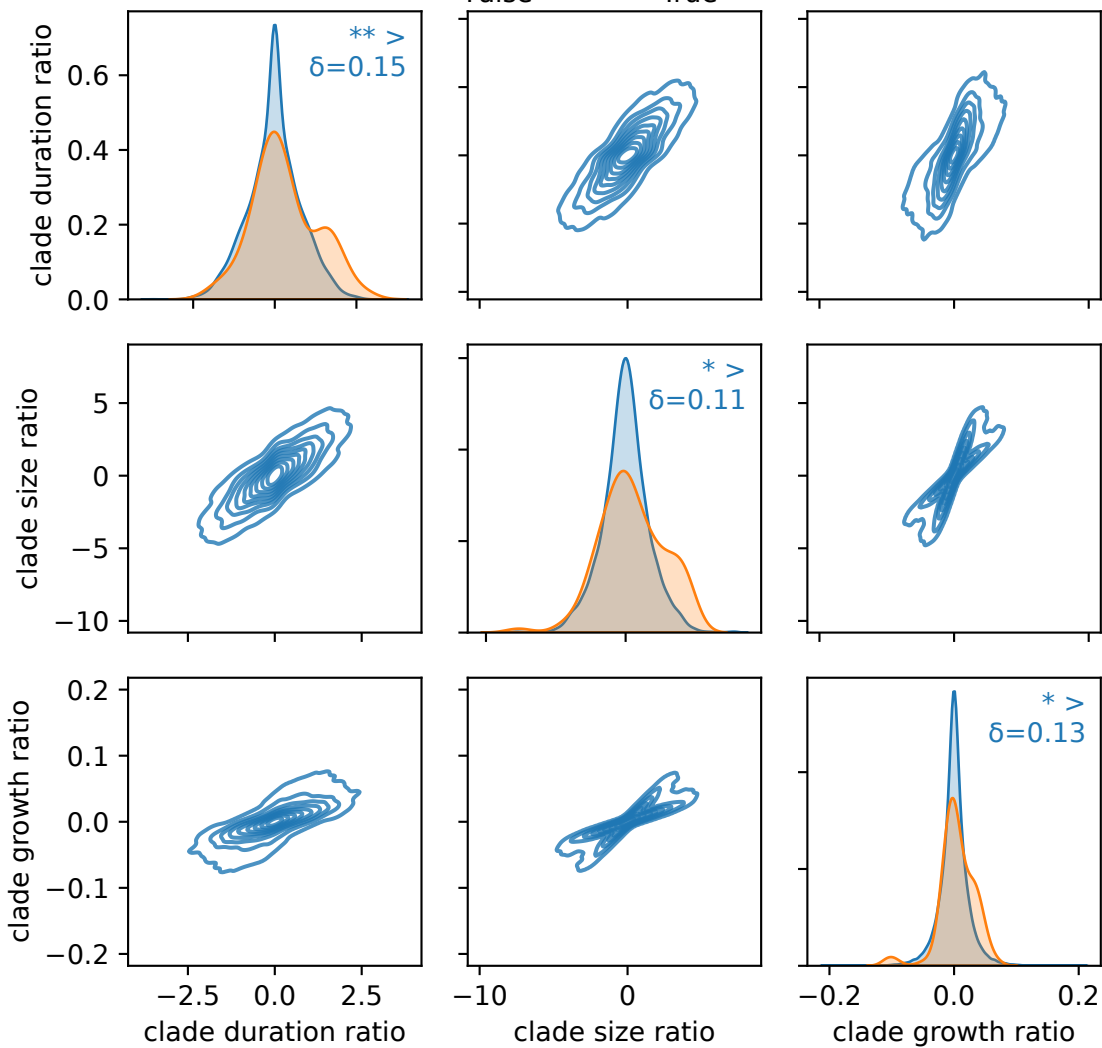 clade duration ratio
0.6
0.4
0.2
0.0
** >
δ=0.15
clade size ratio
5
0
−5
−10
* >
δ=0.11
clade growth ratio
0.2
0.1
0.0
−0.1
−0.2
* >
δ=0.13
−2.5 0.0 2.5
−10 0
−0.2 0.0 0.2
clade duration ratio
clade size ratio
clade growth ratio